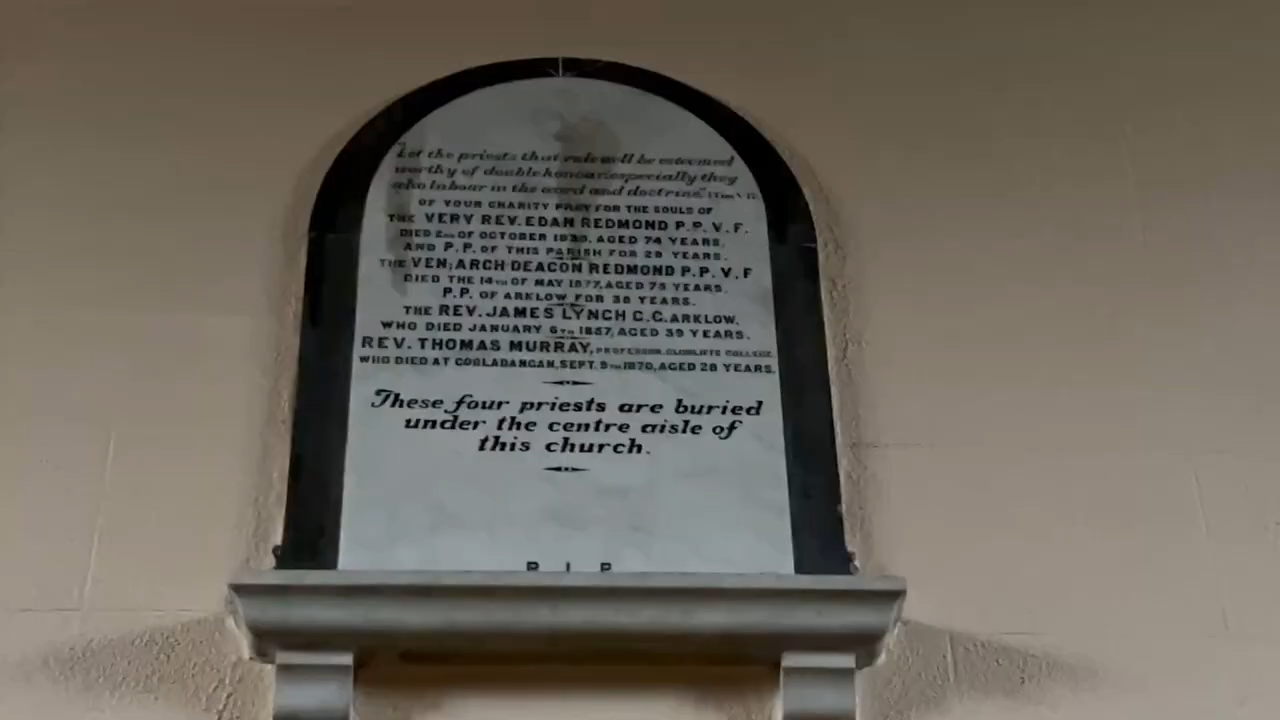 "Let the priests that rule well be esteemed
worthy of double honour especially they
who labour in the word and doctrine."
OF YOUR CHARITY PRAY FOR THE SOULS OF
THE VERY REV. EDAN REDMOND P.P. V.F.
DIED 2ND OF OCTOBER AGED 74 YEARS.
AND P.P. OF THIS PARISH FOR 28 YEARS.
THE VEN; ARCH DEACON REDMOND P.P. V.F
DIED THE 14TH OF MAY 1877, AGED 75 YEARS.
P.P. OF ARKLOW FOR 38 YEARS.
THE REV. JAMES LYNCH C.C. ARKLOW,
WHO DIED JANUARY 6TH 1857, AGED 39 YEARS.
REV. THOMAS MURRAY, PROFESSOR CLONLIFFE COLLEGE,
WHO DIED AT COOLADANGAN, SEPT. 9TH 1870, AGED 28 YEARS.
These four priests are buried
under the centre aisle of
this church.
R I P